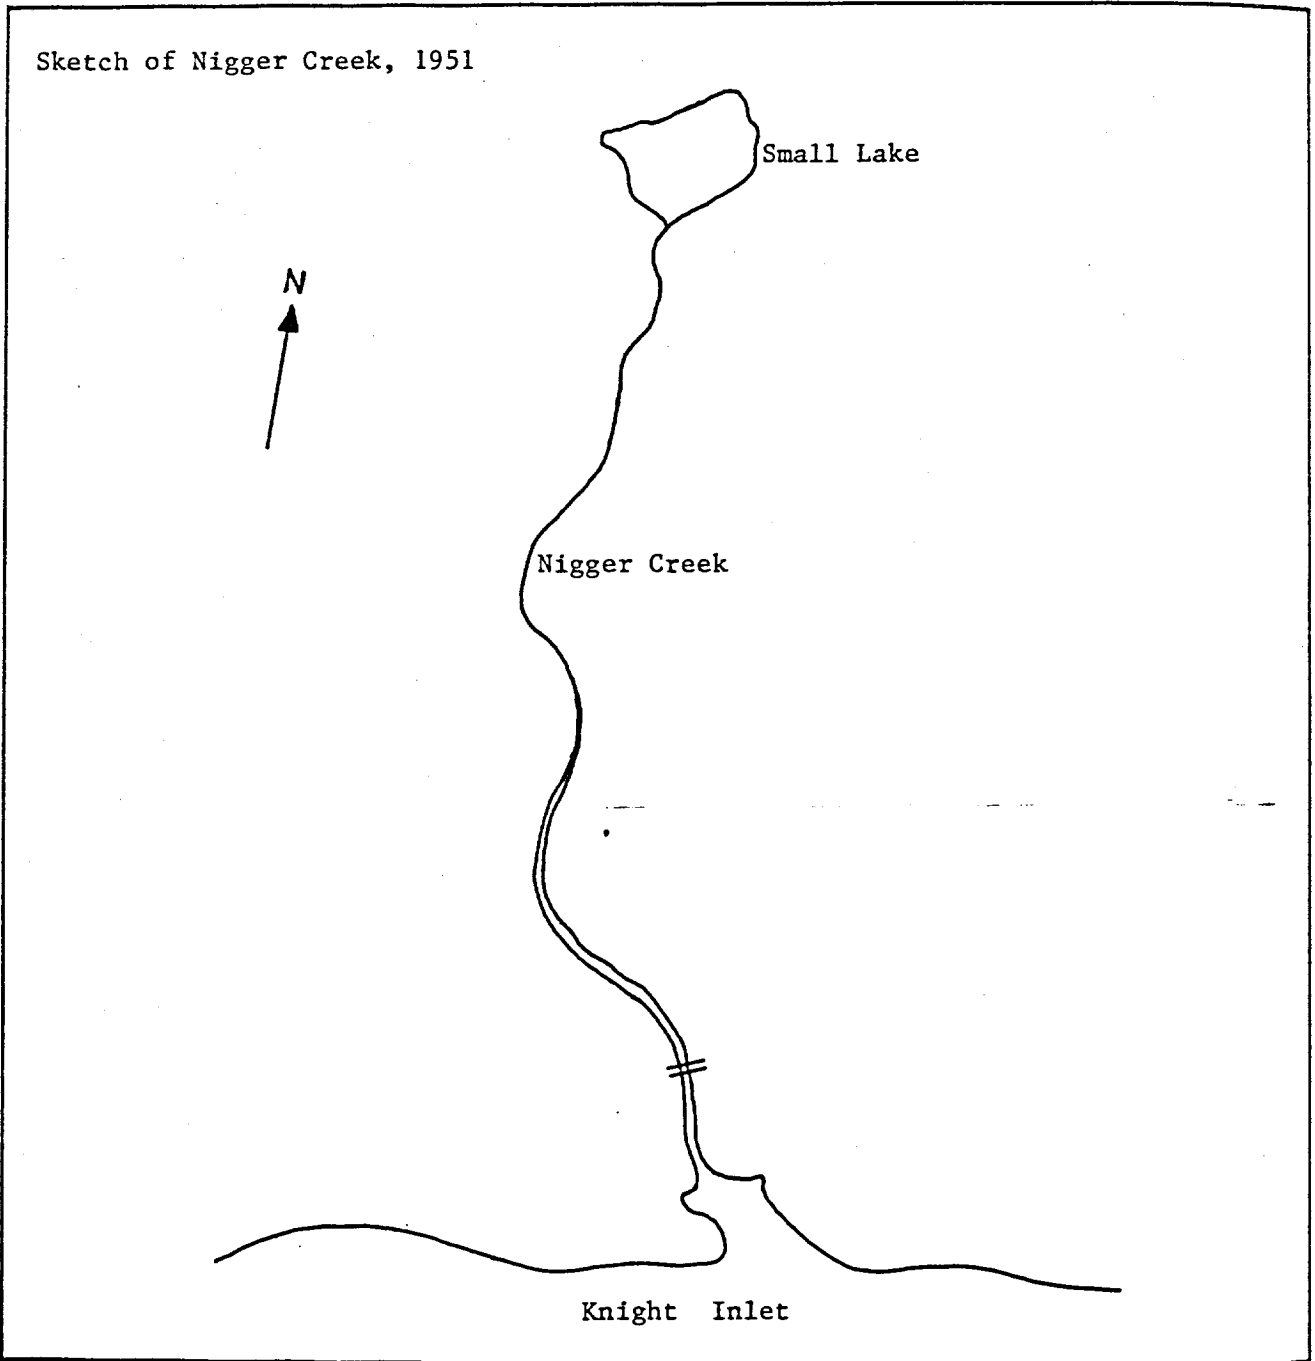 Sketch of Nigger Creek, 1951
Small Lake
N
Nigger Creek
Knight Inlet